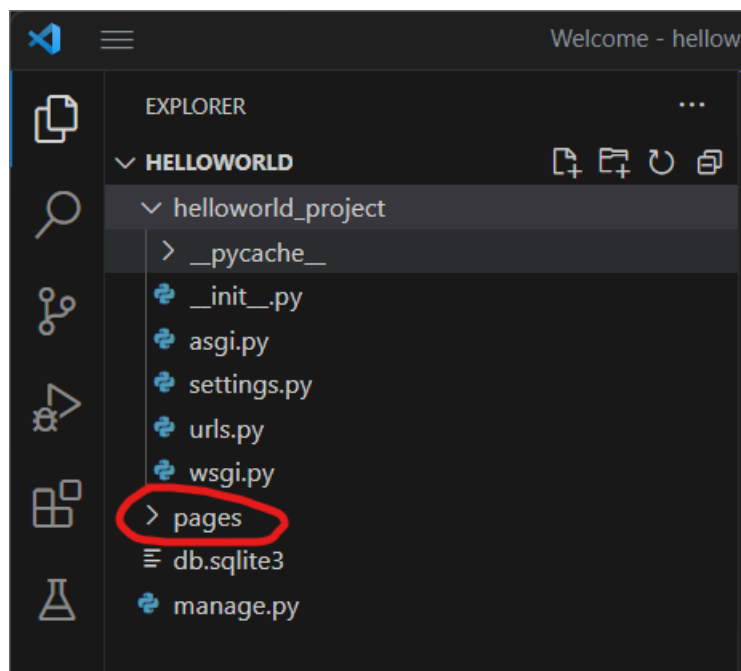 Welcome - hellow
EXPLORER
HELLOWORLD
helloworld_project
__pycache__
__init__.py
asgi.py
settings.py
urls.py
wsgi.py
pages
db.sqlite3
manage.py